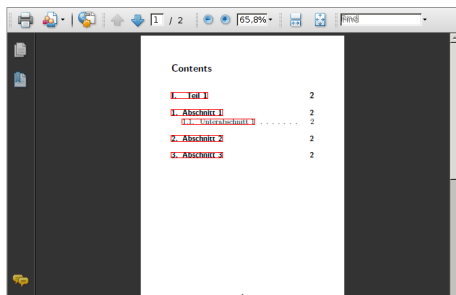 1 / 2 65,8% Find
Contents
I. Teil 1 2
1. Abschnitt 1 2
1.1. Unterabschnitt 1 . . . . . . . 2
2. Abschnitt 2 2
3. Abschnitt 3 2